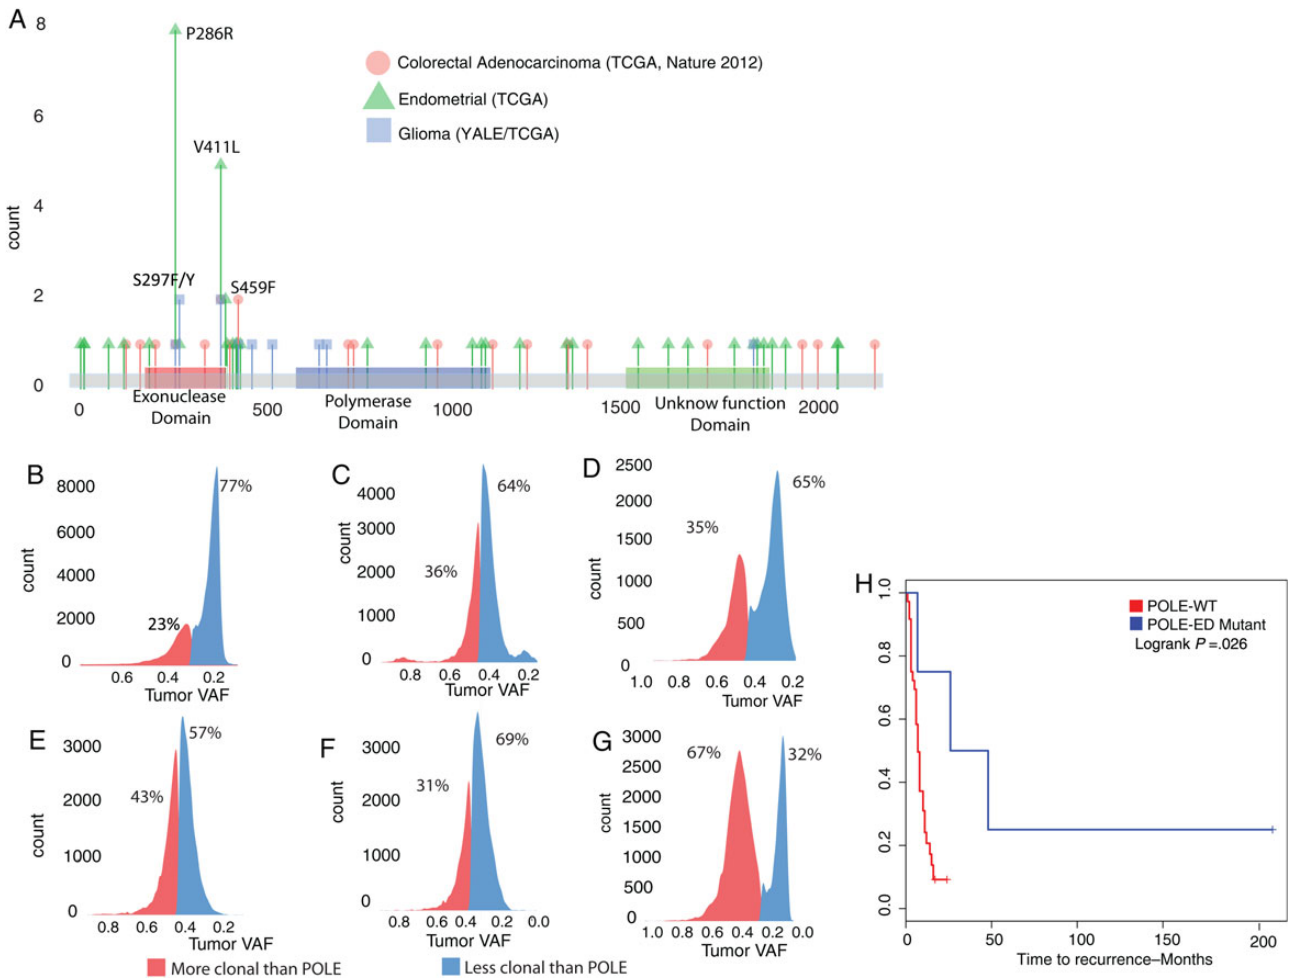 A
8
6
4
2
0
count
P286R
V411L
S297F/Y
S459F
Colorectal Adenocarcinoma (TCGA, Nature 2012)
Endometrial (TCGA)
Glioma (YALE/TCGA)
0
500
1000
1500
2000
Exonuclease
Domain
Polymerase
Domain
Unknow function
Domain
B
8000
6000
4000
2000
0
count
77%
23%
0.6 0.4 0.2
Tumor VAF
C
4000
3000
2000
1000
0
count
64%
36%
0.8 0.6 0.4 0.2
Tumor VAF
D
2500
2000
1500
1000
500
0
count
65%
35%
1.0 0.8 0.6 0.4 0.2
Tumor VAF
E
3000
2000
1000
0
count
57%
43%
0.8 0.6 0.4 0.2
Tumor VAF
F
3000
2000
1000
0
count
69%
31%
0.8 0.6 0.4 0.2 0.0
Tumor VAF
G
3000
2500
2000
1500
1000
500
0
count
67%
32%
1.0 0.8 0.6 0.4 0.2 0.0
Tumor VAF
More clonal than POLE
Less clonal than POLE
H
1.0
0.8
0.6
0.4
0.2
0.0
POLE-WT
POLE-ED Mutant
Logrank P =.026
0 50 100 150 200
Time to recurrence–Months